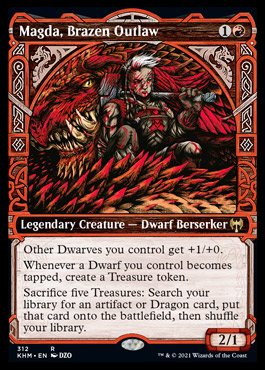 Magda, Brazen Outlaw 1
Legendary Creature — Dwarf Berserker
Other Dwarves you control get +1/+0.
Whenever a Dwarf you control becomes
tapped, create a Treasure token.
Sacrifice five Treasures: Search your
library for an artifact or Dragon card, put
that card onto the battlefield, then shuffle
your library.
2/1
312 R
KHM • EN DZO
™ & © 2021 Wizards of the Coast